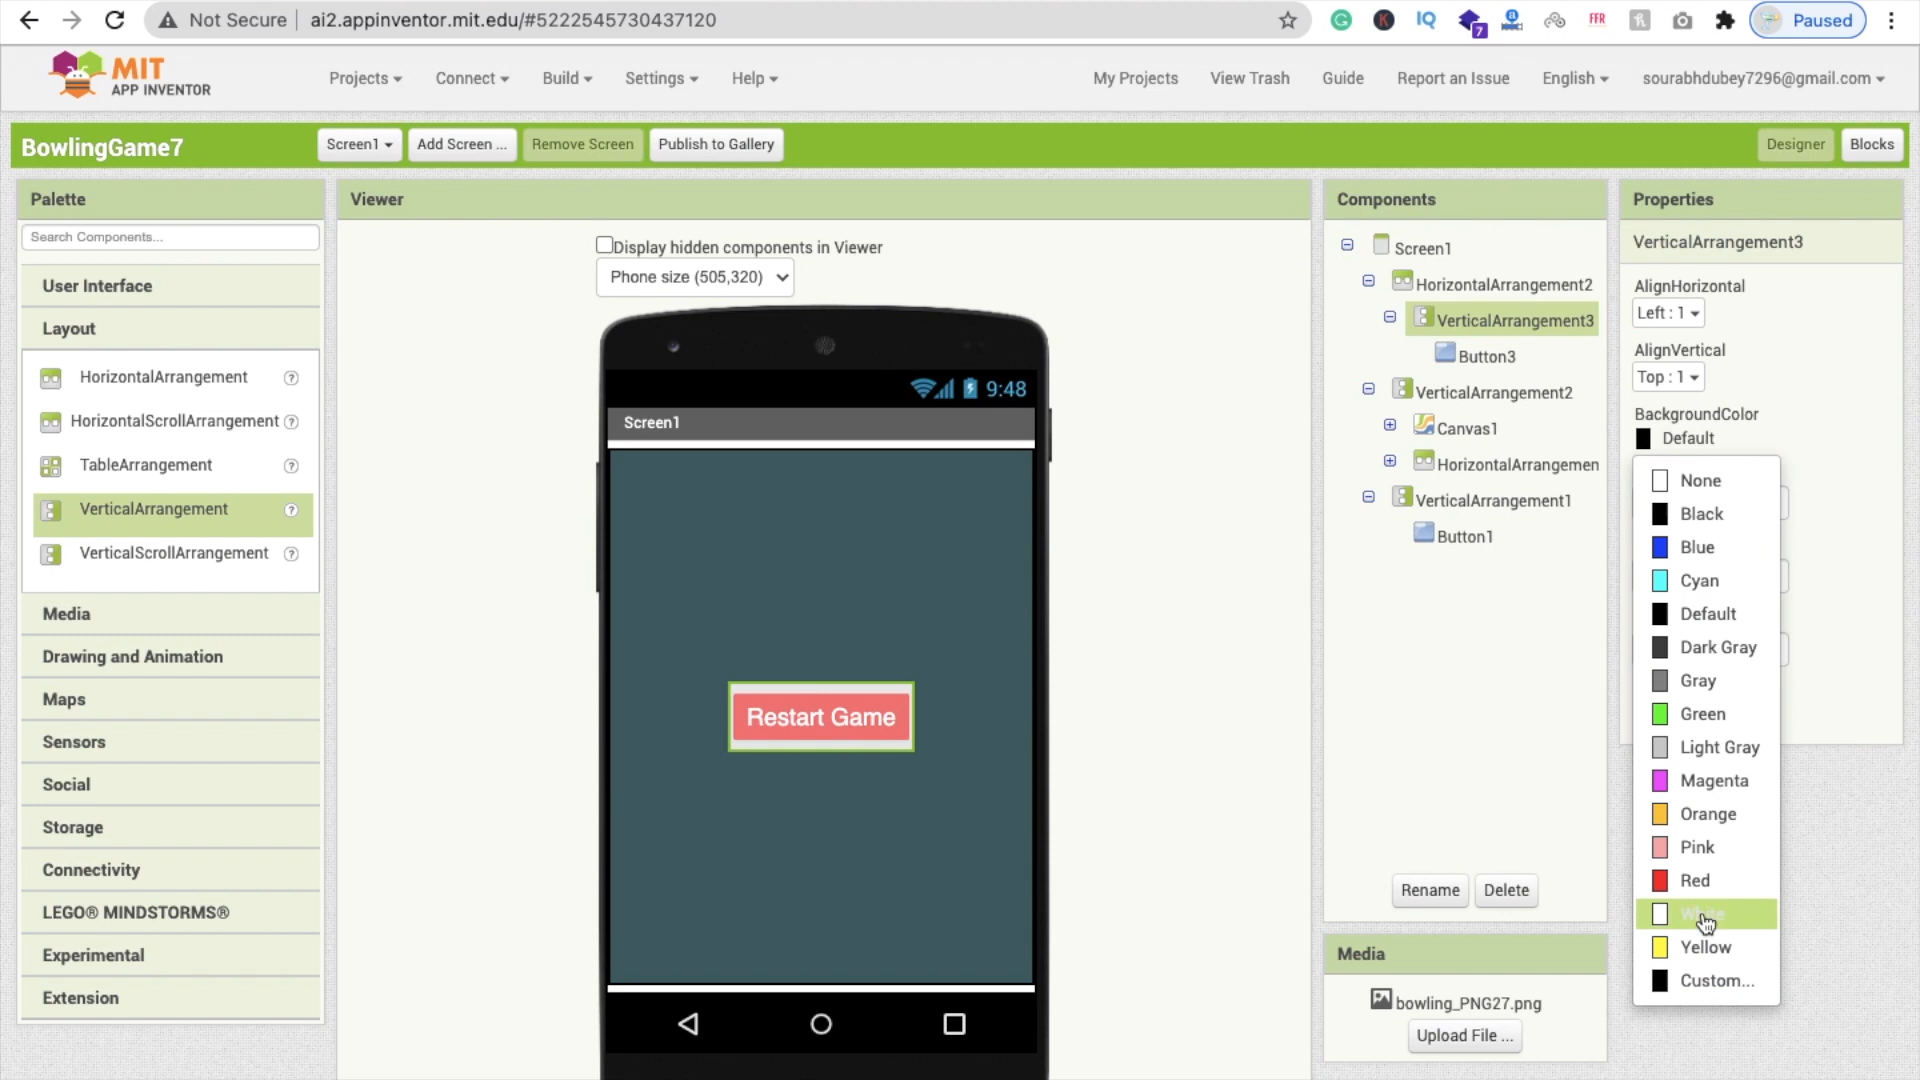 Not Secure
ai2.appinventor.mit.edu/#5222545730437120
7
FFR
IQ
Paused
MIT
APP INVENTOR
Projects
Connect
Build
Settings
Help
My Projects
View Trash
Guide
Report an Issue
English
sourabhdubey7296@gmail.com
BowlingGame7
Screen1
Add Screen ...
Remove Screen
Publish to Gallery
Designer
Blocks
Palette
Search Components...
User Interface
Layout
HorizontalArrangement
HorizontalScrollArrangement
TableArrangement
VerticalArrangement
VerticalScrollArrangement
Media
Drawing and Animation
Maps
Sensors
Social
Storage
Connectivity
LEGO® MINDSTORMS®
Experimental
Extension
Viewer
Display hidden components in Viewer
Phone size (505,320)
9:48
Screen1
Restart Game
Components
Screen1
HorizontalArrangement2
VerticalArrangement3
Button3
VerticalArrangement2
Canvas1
HorizontalArrangemen
VerticalArrangement1
Button1
Rename
Delete
Media
bowling_PNG27.png
Upload File ...
Properties
VerticalArrangement3
AlignHorizontal
Left : 1
AlignVertical
Top : 1
BackgroundColor
Default
None
Black
Blue
Cyan
Default
Dark Gray
Gray
Green
Light Gray
Magenta
Orange
Pink
Red
White
Yellow
Custom...